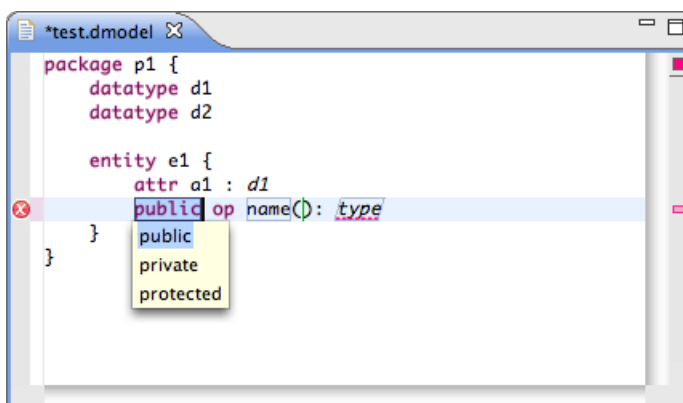 *test.dmodel
package p1 {
datatype d1
datatype d2
entity e1 {
attr a1 : d1
public op name(): type
}
public
private
protected
}